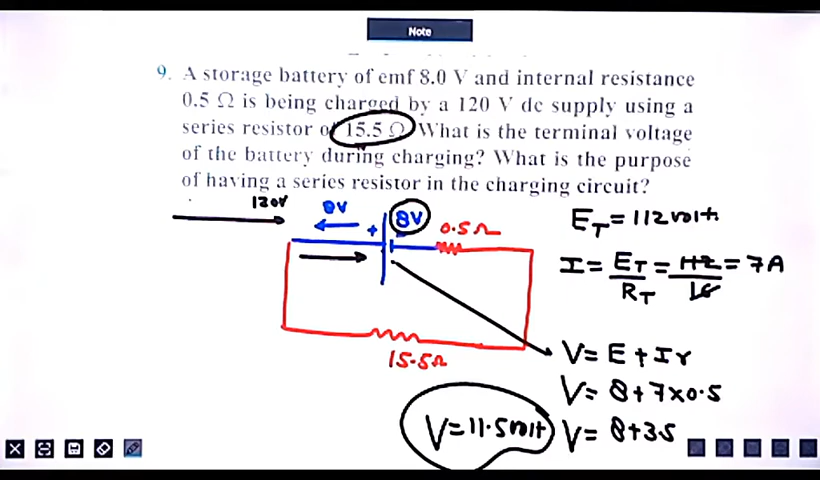 Note
9. A storage battery of emf 8.0 V and internal resistance
0.5 Ω is being charged by a 120 V dc supply using a
series resistor of 15.5 Ω. What is the terminal voltage
of the battery during charging? What is the purpose
of having a series resistor in the charging circuit?
120V
8V
+
8V
0.5Ω
15.5Ω
E_T = 112 volt
I = E_T/R_T = 112/16 = 7A
V = E + Ir
V = 8 + 7×0.5
V = 8 + 3.5
V = 11.5 volt